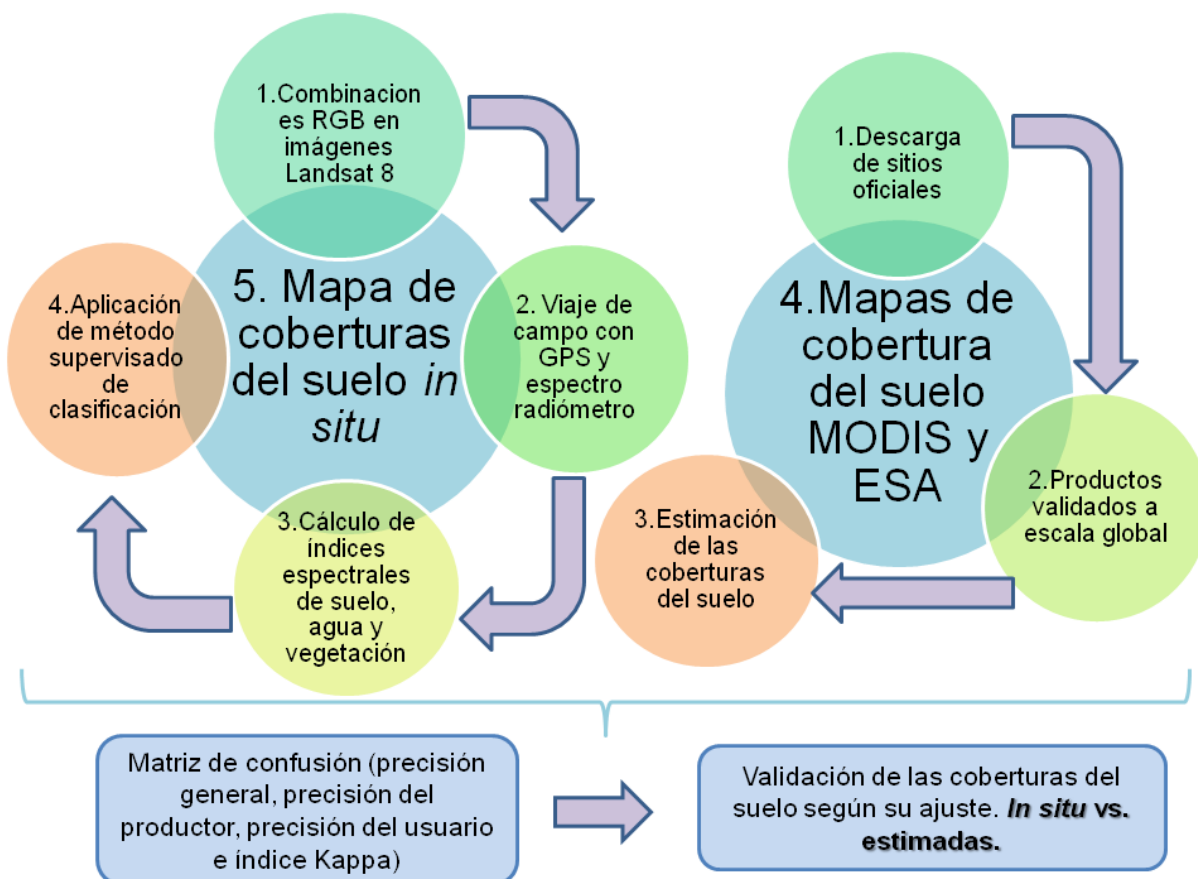 1.Combinacion
es RGB en
imágenes
Landsat 8
5. Mapa de
coberturas
del suelo in
situ
2. Viaje de
campo con
GPS y
espectro
radiómetro
3.Cálculo de
índices
espectrales
de suelo,
agua y
vegetación
4.Aplicación
de método
supervisado
de
clasificación
1.Descarga
de sitios
oficiales
4.Mapas de
cobertura
del suelo
MODIS y
ESA
2.Productos
validados a
escala global
3.Estimación
de las
coberturas
del suelo
Matriz de confusión (precisión
general, precisión del
productor, precisión del usuario
e índice Kappa)
Validación de las coberturas del
suelo según su ajuste. In situ vs.
estimadas.